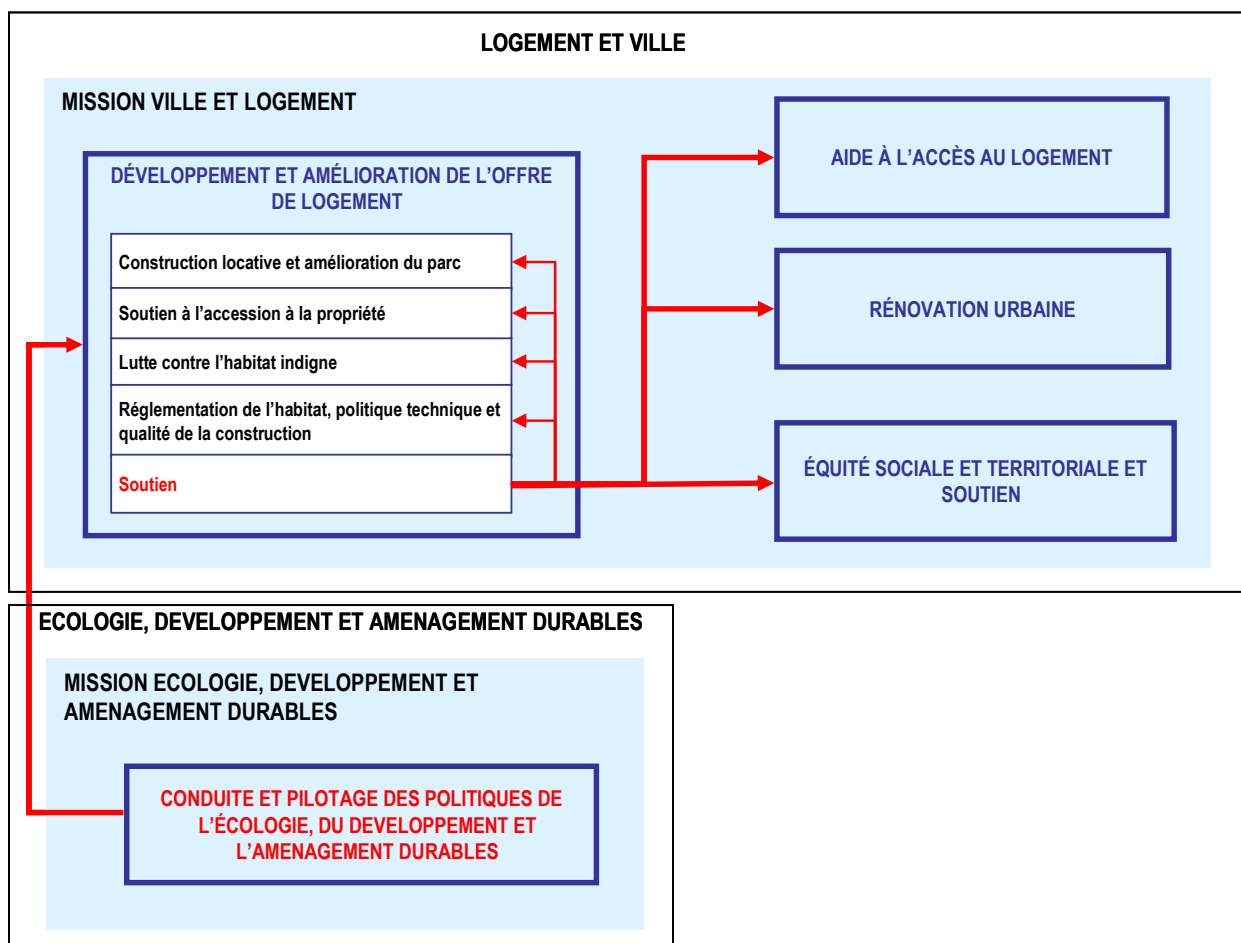 LOGEMENT ET VILLE
MISSION VILLE ET LOGEMENT
DÉVELOPPEMENT ET AMÉLIORATION DE L'OFFRE
DE LOGEMENT
Construction locative et amélioration du parc
Soutien à l'accession à la propriété
Lutte contre l'habitat indigne
Réglementation de l'habitat, politique technique et
qualité de la construction
Soutien
AIDE À L'ACCÈS AU LOGEMENT
RÉNOVATION URBAINE
ÉQUITÉ SOCIALE ET TERRITORIALE ET
SOUTIEN
ECOLOGIE, DEVELOPPEMENT ET AMENAGEMENT DURABLES
MISSION ECOLOGIE, DEVELOPPEMENT ET
AMENAGEMENT DURABLES
CONDUITE ET PILOTAGE DES POLITIQUES DE
L'ÉCOLOGIE, DU DEVELOPPEMENT ET
L'AMENAGEMENT DURABLES